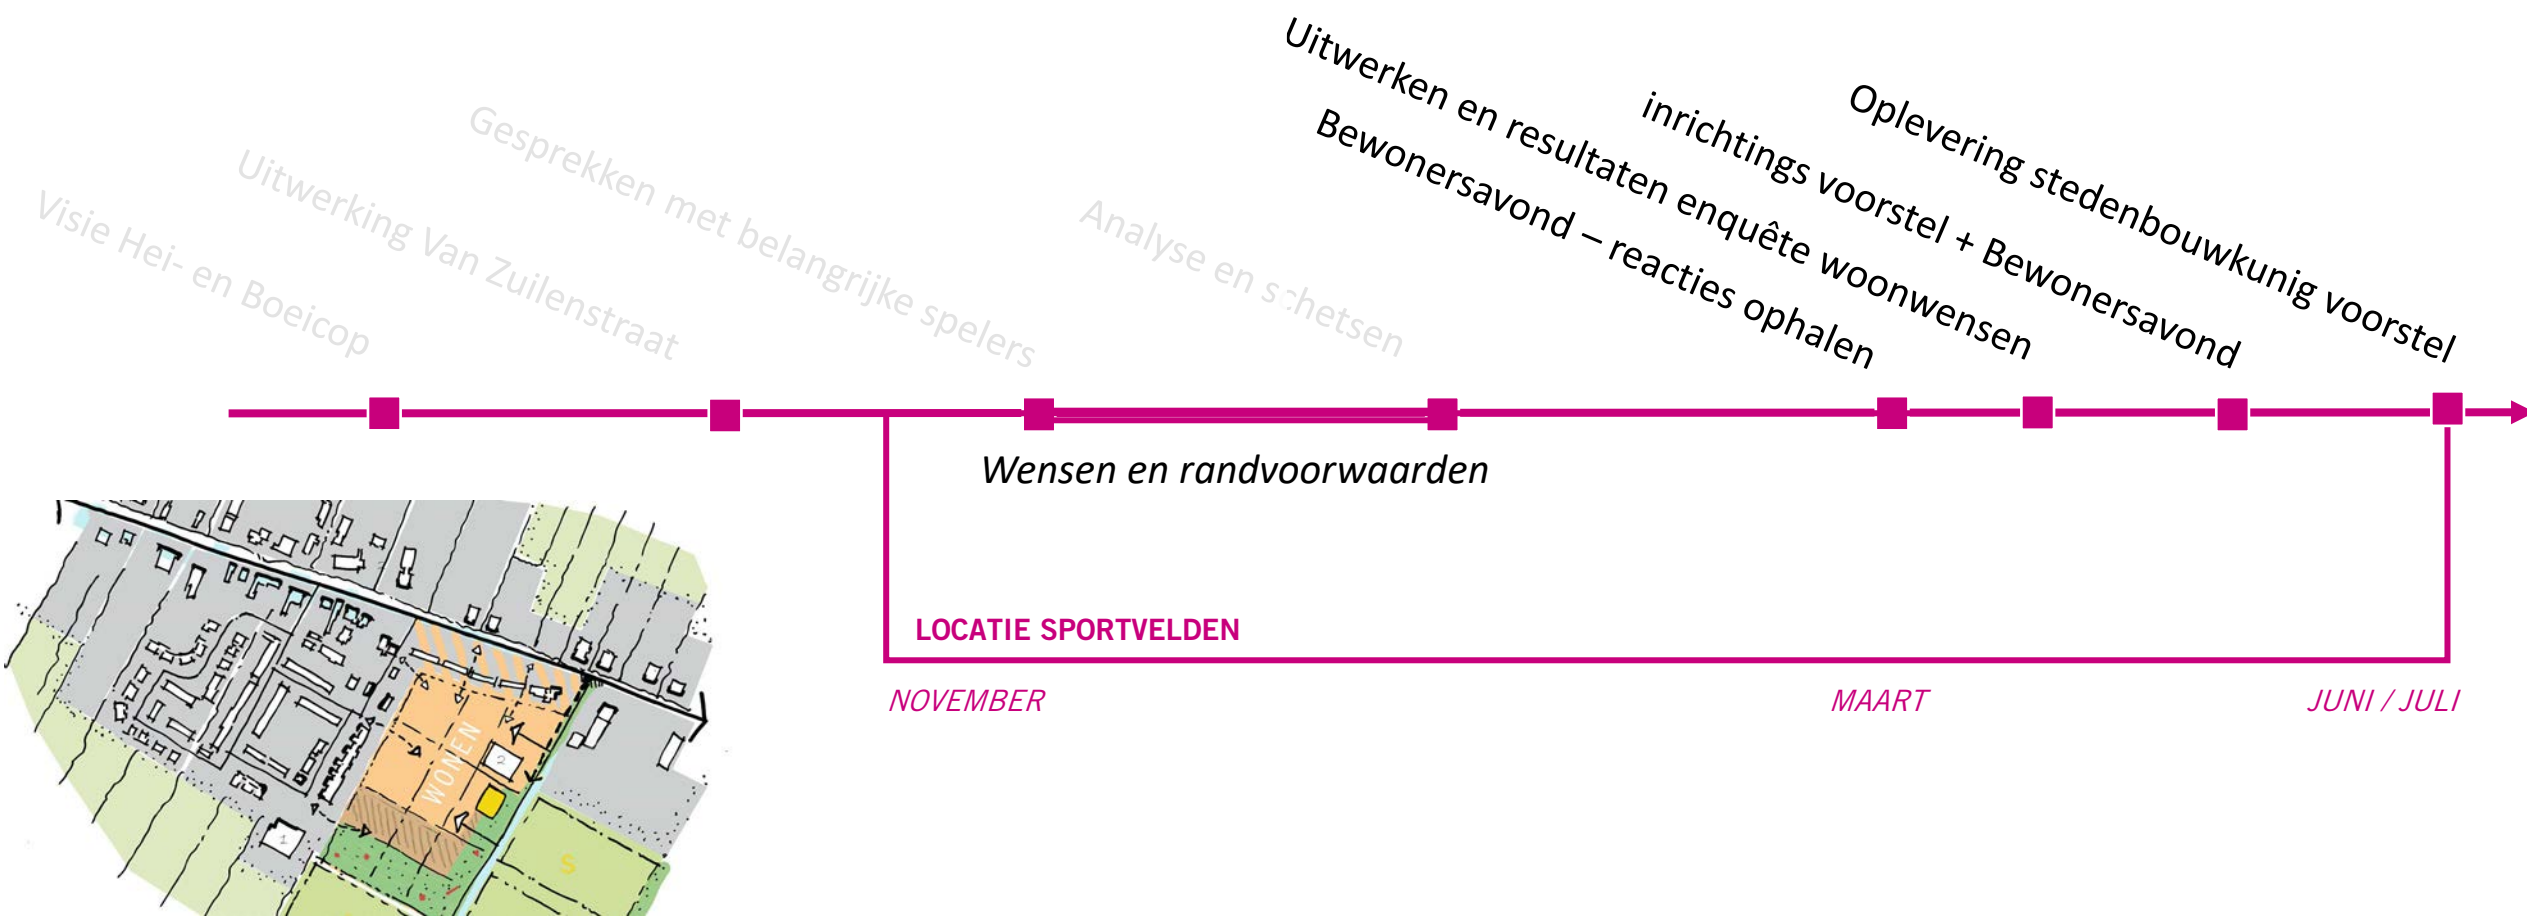 Visie Hei- en Boeicop
Uitwerking Van Zuilenstraat
Gesprekken met belangrijke spelers
Analyse en schetsen
Bewonersavond – reacties ophalen
Uitwerken en resultaten enquête woonwensen
inrichtings voorstel + Bewonersavond
Oplevering stedenbouwkunig voorstel
Wensen en randvoorwaarden
LOCATIE SPORTVELDEN
NOVEMBER
MAART
JUNI / JULI
WONEN
2
1
S